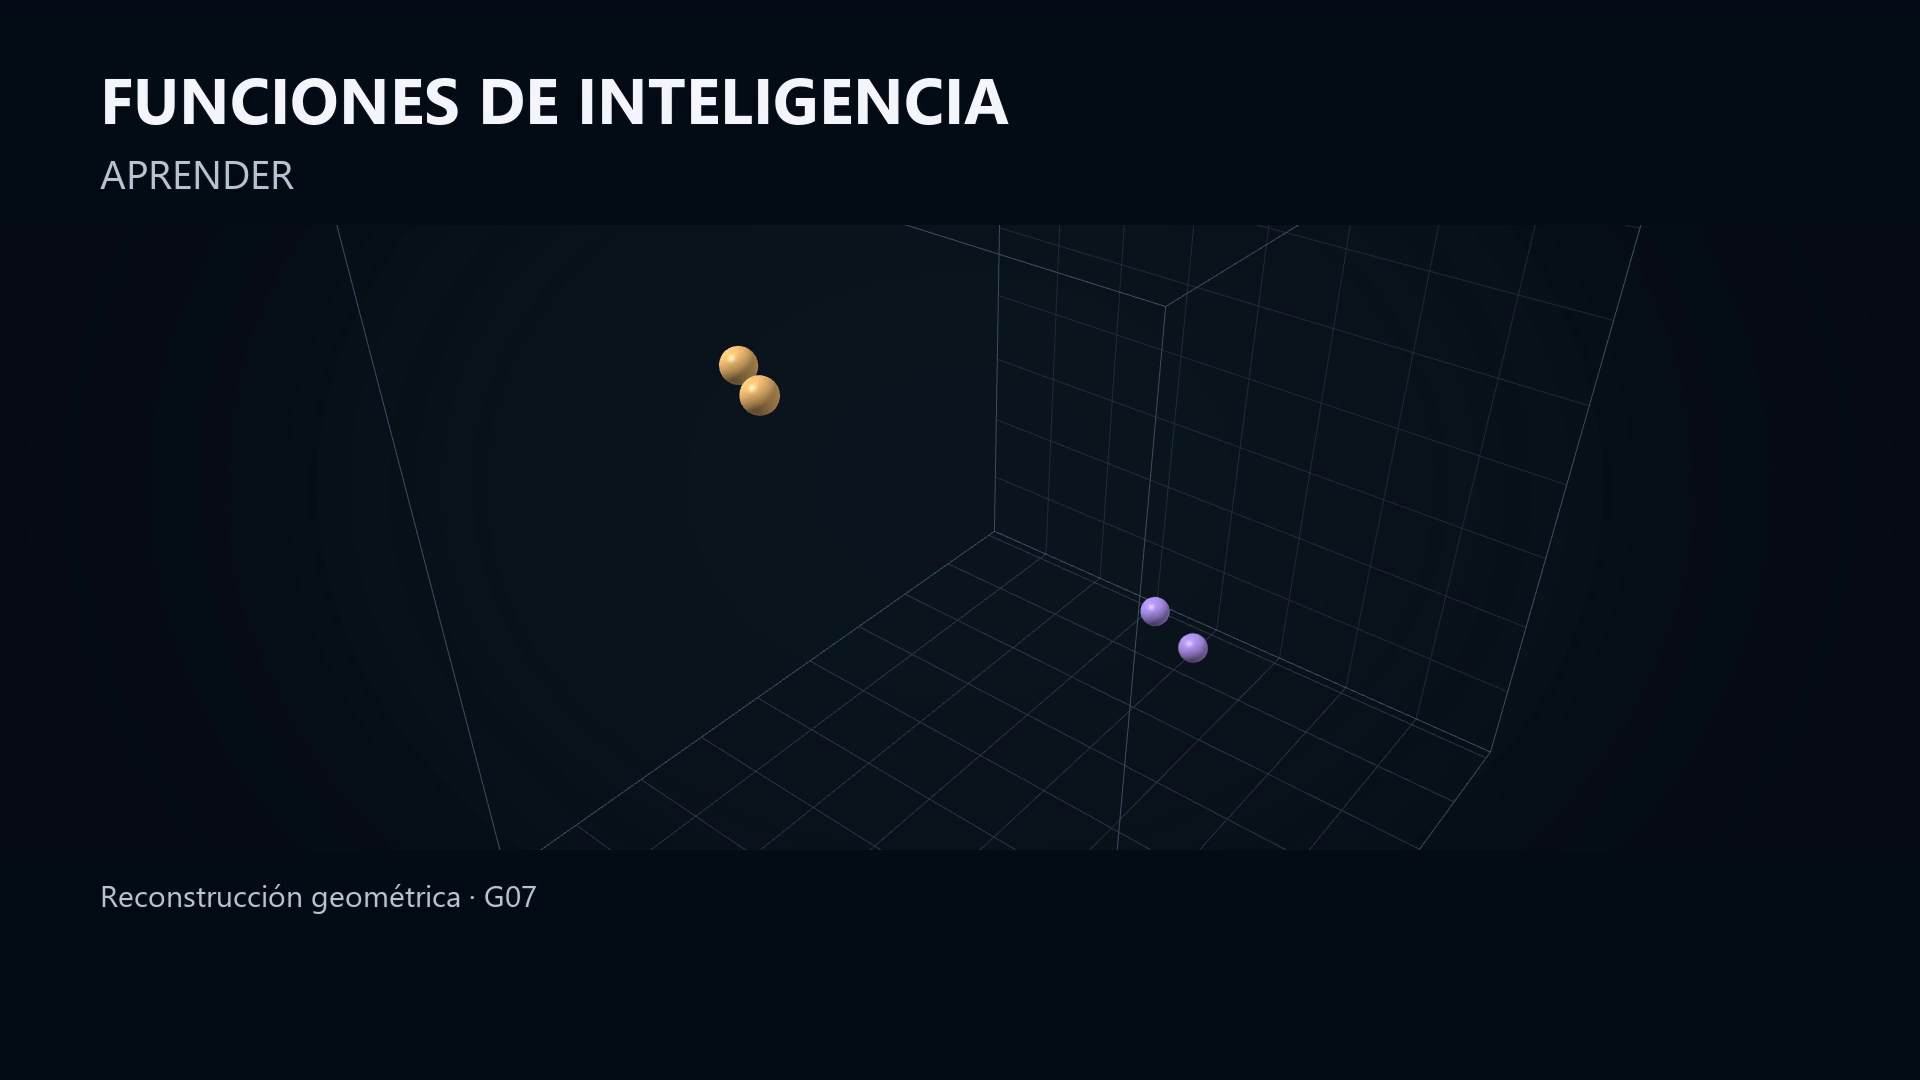 FUNCIONES DE INTELIGENCIA
APRENDER
Reconstrucción geométrica · G07